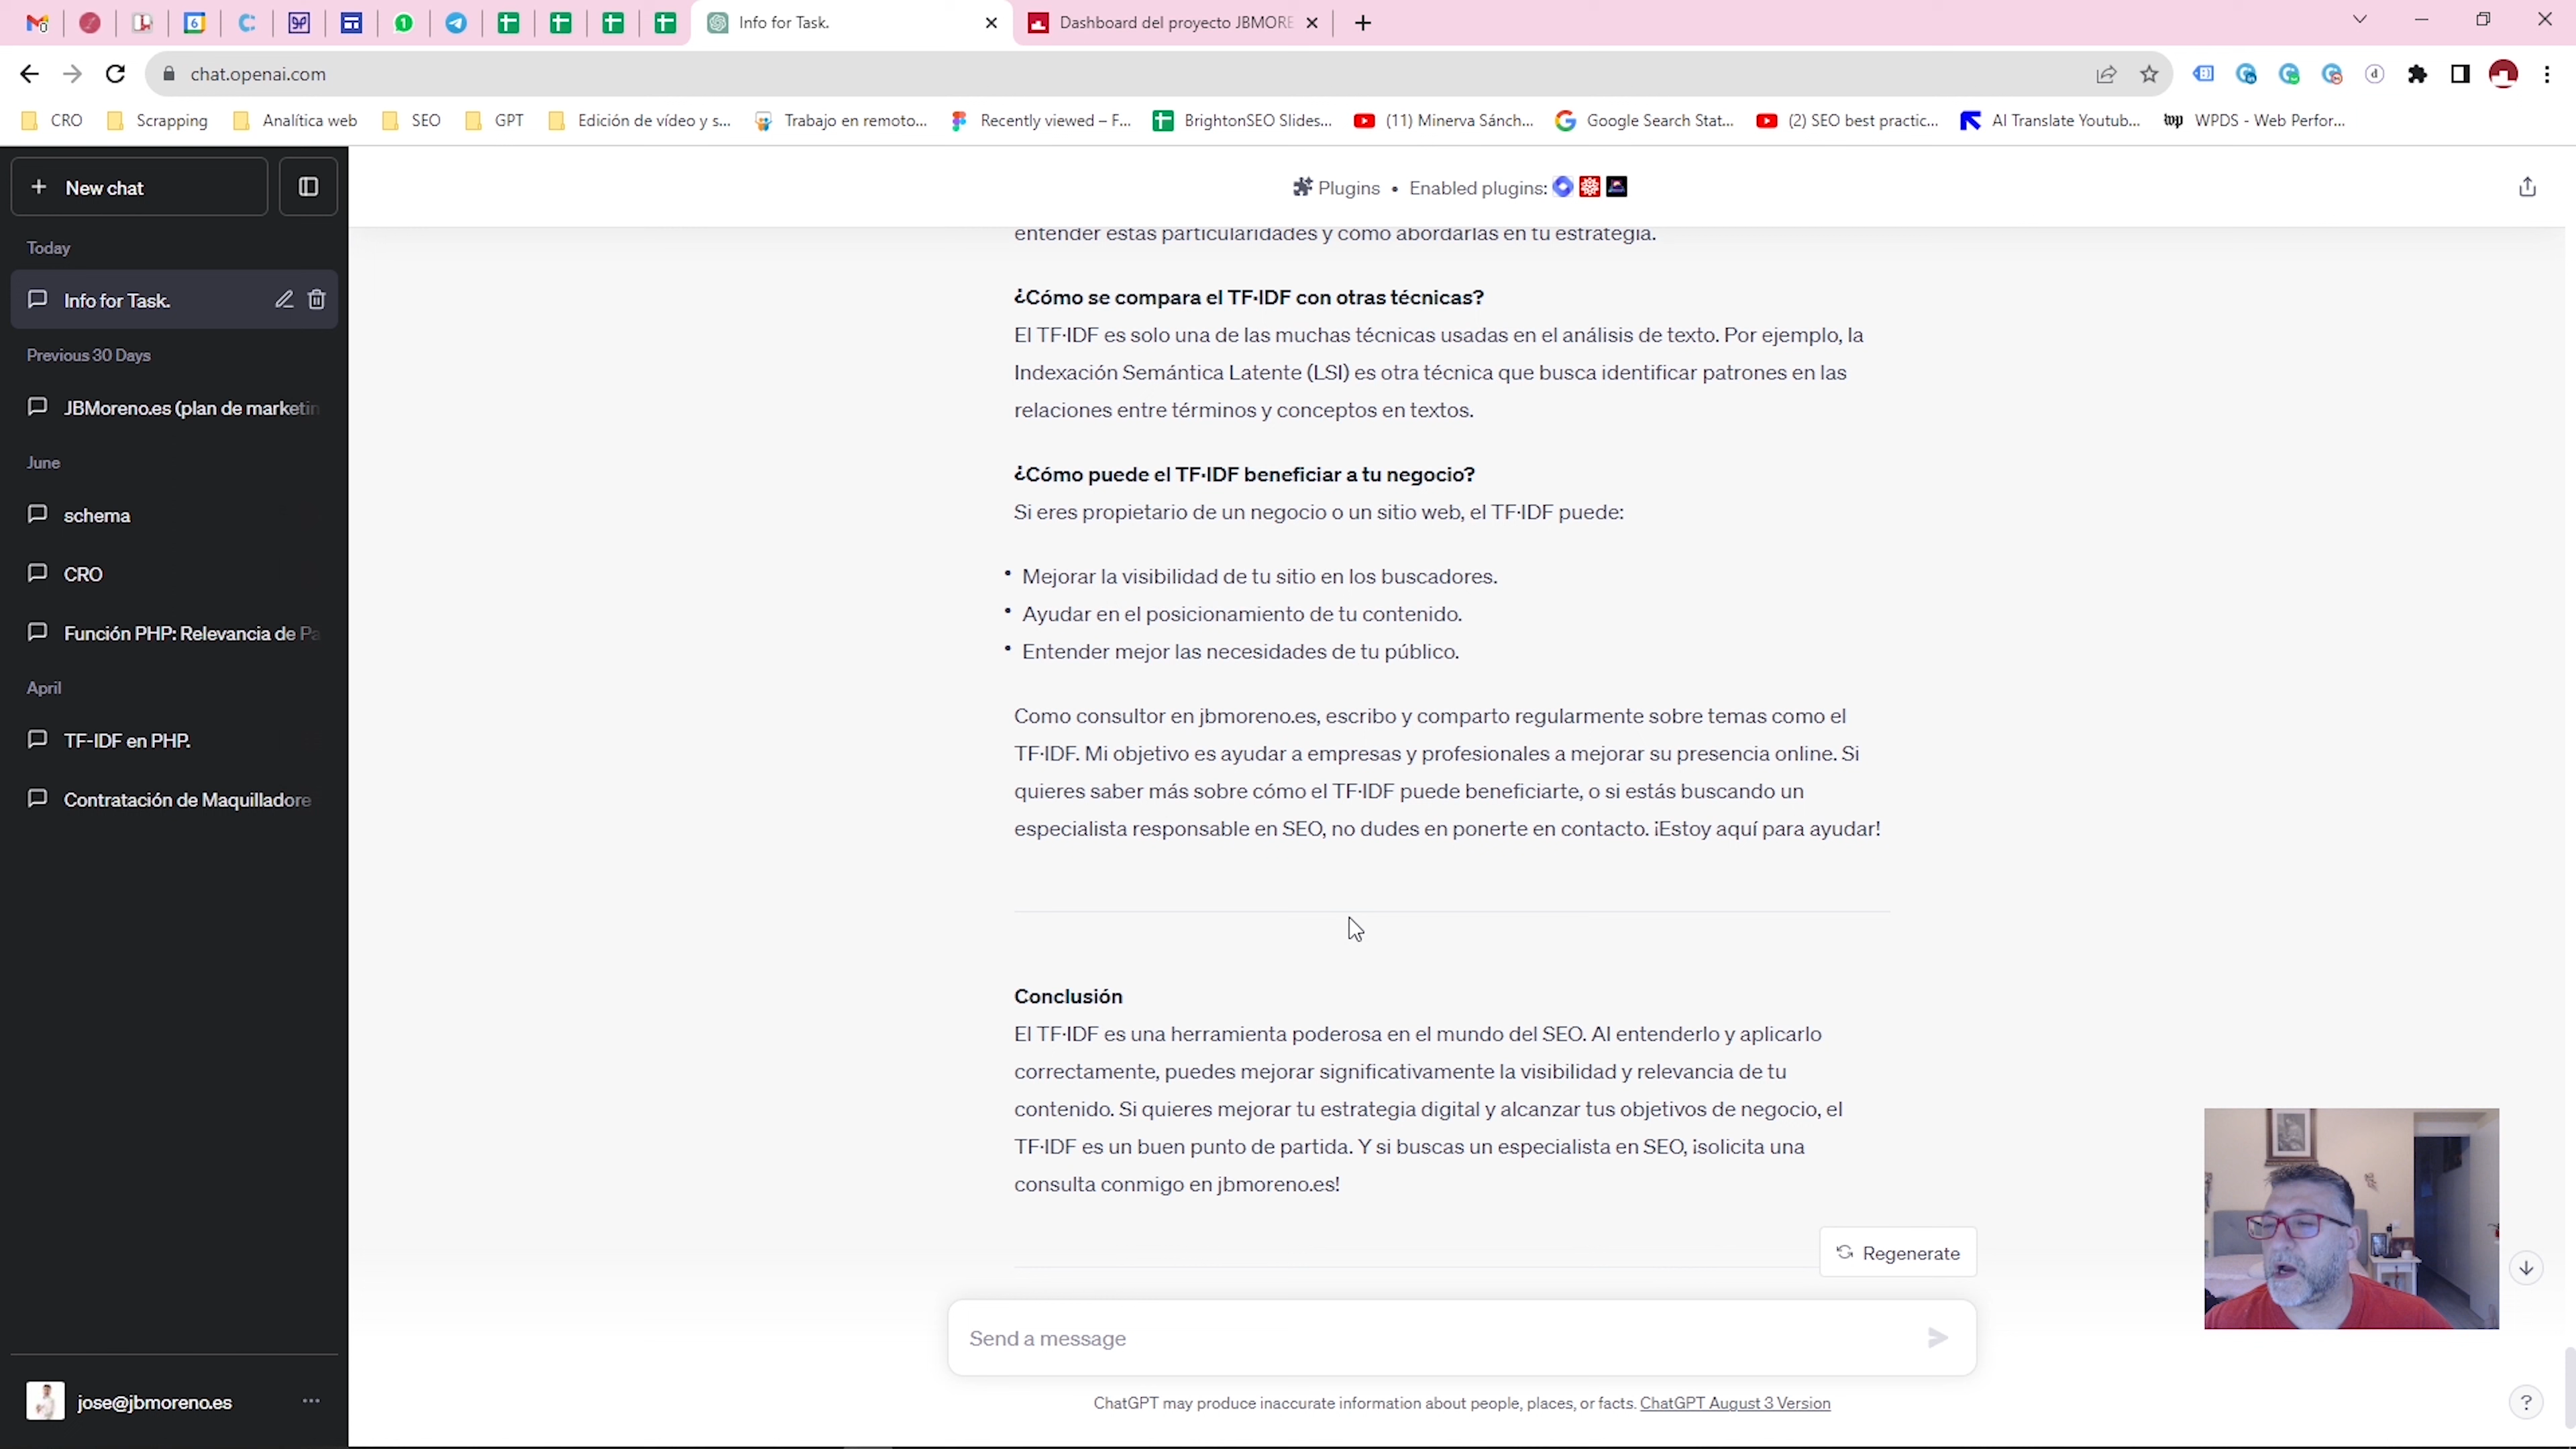 Info for Task.
Dashboard del proyecto JBMORE
chat.openai.com
CRO
Scrapping
Analítica web
SEO
GPT
Edición de vídeo y s...
Trabajo en remoto...
Recently viewed – F...
BrightonSEO Slides...
(11) Minerva Sánch...
Google Search Stat...
(2) SEO best practic...
AI Translate Youtub...
WPDS - Web Perfor...
New chat
Today
Info for Task.
Previous 30 Days
JBMoreno.es (plan de marketin
June
schema
CRO
Función PHP: Relevancia de Pa
April
TF-IDF en PHP.
Contratación de Maquilladore
jose@jbmoreno.es
Plugins • Enabled plugins:
entender estas particularidades y cómo abordarlas en tu estrategia.
¿Cómo se compara el TF·IDF con otras técnicas?
El TF·IDF es solo una de las muchas técnicas usadas en el análisis de texto. Por ejemplo, la
Indexación Semántica Latente (LSI) es otra técnica que busca identificar patrones en las
relaciones entre términos y conceptos en textos.
¿Cómo puede el TF·IDF beneficiar a tu negocio?
Si eres propietario de un negocio o un sitio web, el TF·IDF puede:
• Mejorar la visibilidad de tu sitio en los buscadores.
• Ayudar en el posicionamiento de tu contenido.
• Entender mejor las necesidades de tu público.
Como consultor en jbmoreno.es, escribo y comparto regularmente sobre temas como el
TF·IDF. Mi objetivo es ayudar a empresas y profesionales a mejorar su presencia online. Si
quieres saber más sobre cómo el TF·IDF puede beneficiarte, o si estás buscando un
especialista responsable en SEO, no dudes en ponerte en contacto. ¡Estoy aquí para ayudar!
Conclusión
El TF·IDF es una herramienta poderosa en el mundo del SEO. Al entenderlo y aplicarlo
correctamente, puedes mejorar significativamente la visibilidad y relevancia de tu
contenido. Si quieres mejorar tu estrategia digital y alcanzar tus objetivos de negocio, el
TF·IDF es un buen punto de partida. Y si buscas un especialista en SEO, ¡solicita una
consulta conmigo en jbmoreno.es!
Regenerate
Send a message
ChatGPT may produce inaccurate information about people, places, or facts. ChatGPT August 3 Version
?